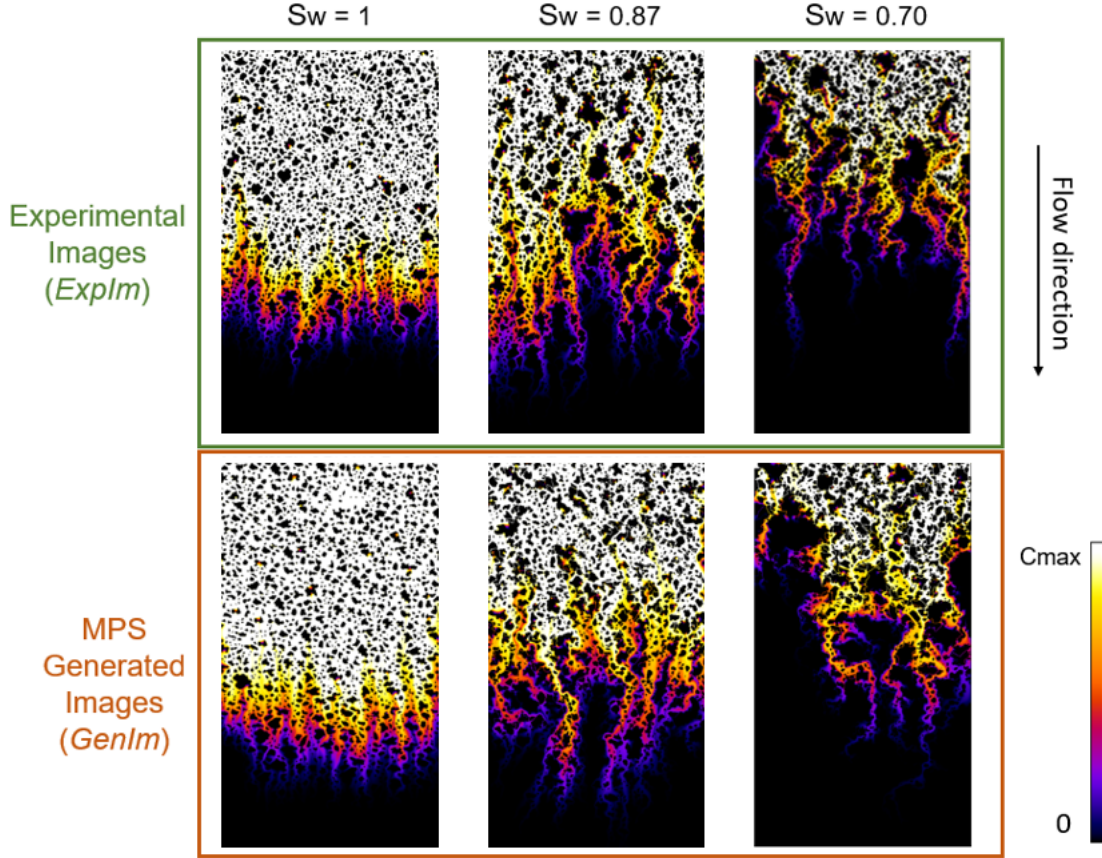 Sw = 1
Sw = 0.87
Sw = 0.70
Experimental
Images
(ExpIm)
Flow direction
MPS
Generated
Images
(GenIm)
Cmax
0